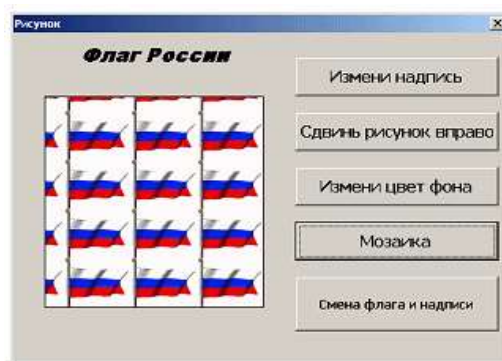 Рисунок
Флаг России
Измени надпись
Сдвинь рисунок вправо
Измени цвет фона
Мозаика
Смена флага и надписи